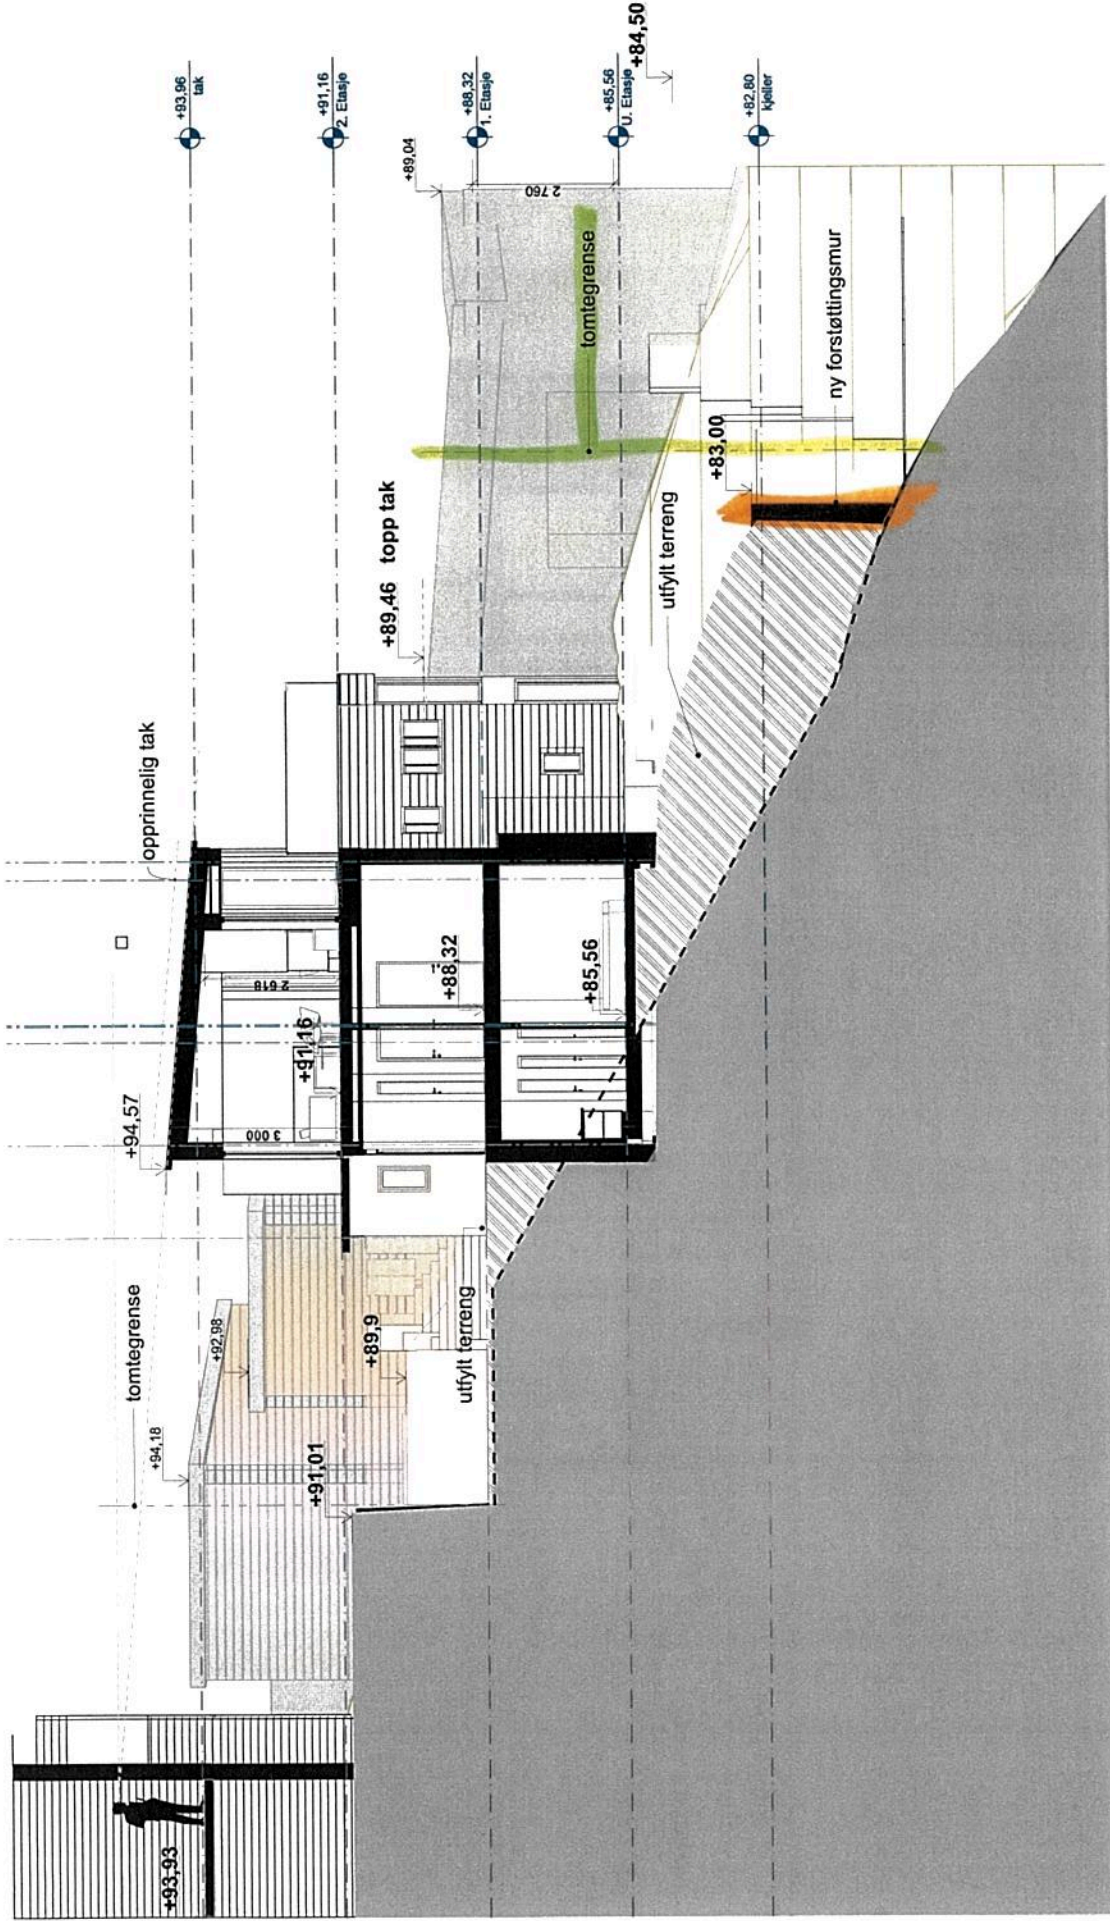 +93,96
tak
+91,16
2. Etasje
+88,32
1. Etasje
+85,56
U. Etasje
+84,50
+82,80
kjeller
+89,04
2 760
tomtegrense
ny forstøttingsmur
+83,00
+89,46 topp tak
utfylt terreng
opprinnelig tak
2 618
+88,32
+85,56
+91,16
3 000
+94,57
tomtegrense
+92,98
+89,9
utfylt terreng
+94,18
+91,01
+93,93